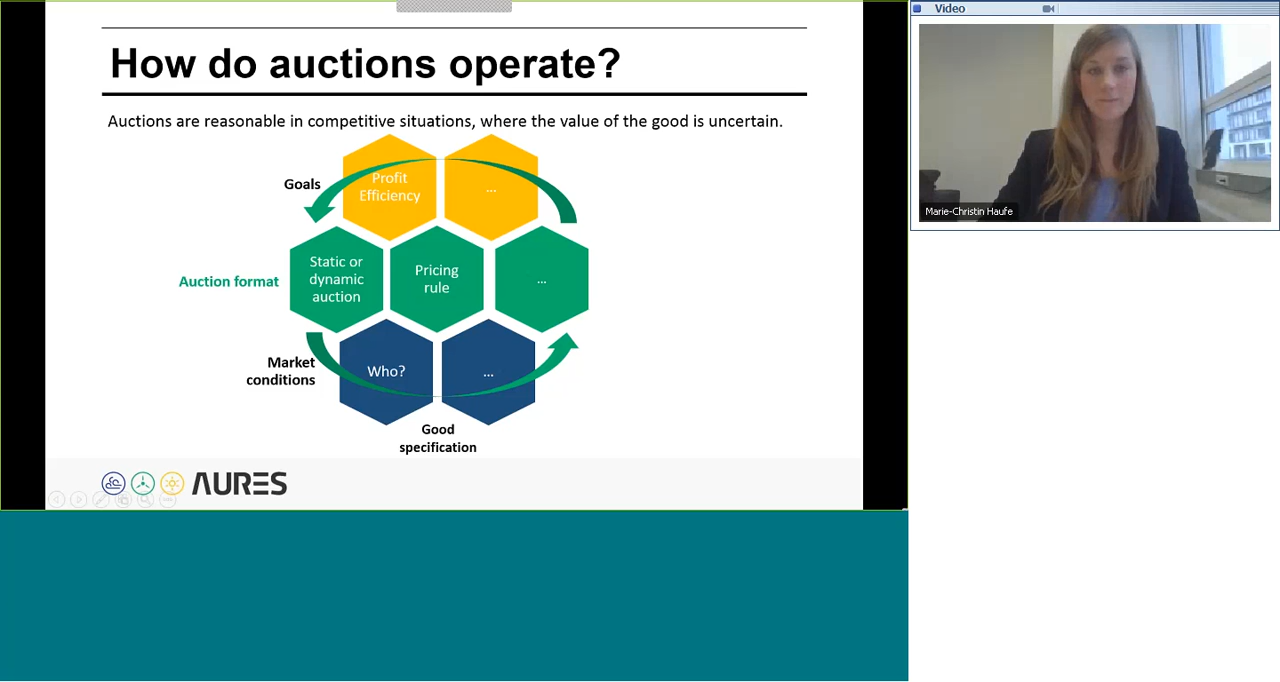 How do auctions operate?
Auctions are reasonable in competitive situations, where the value of the good is uncertain.
Goals
Profit
Efficiency
...
Auction format
Static or
dynamic
auction
Pricing
rule
...
Market
conditions
Who?
...
Good
specification
AURES
Video
Marie-Christin Haufe